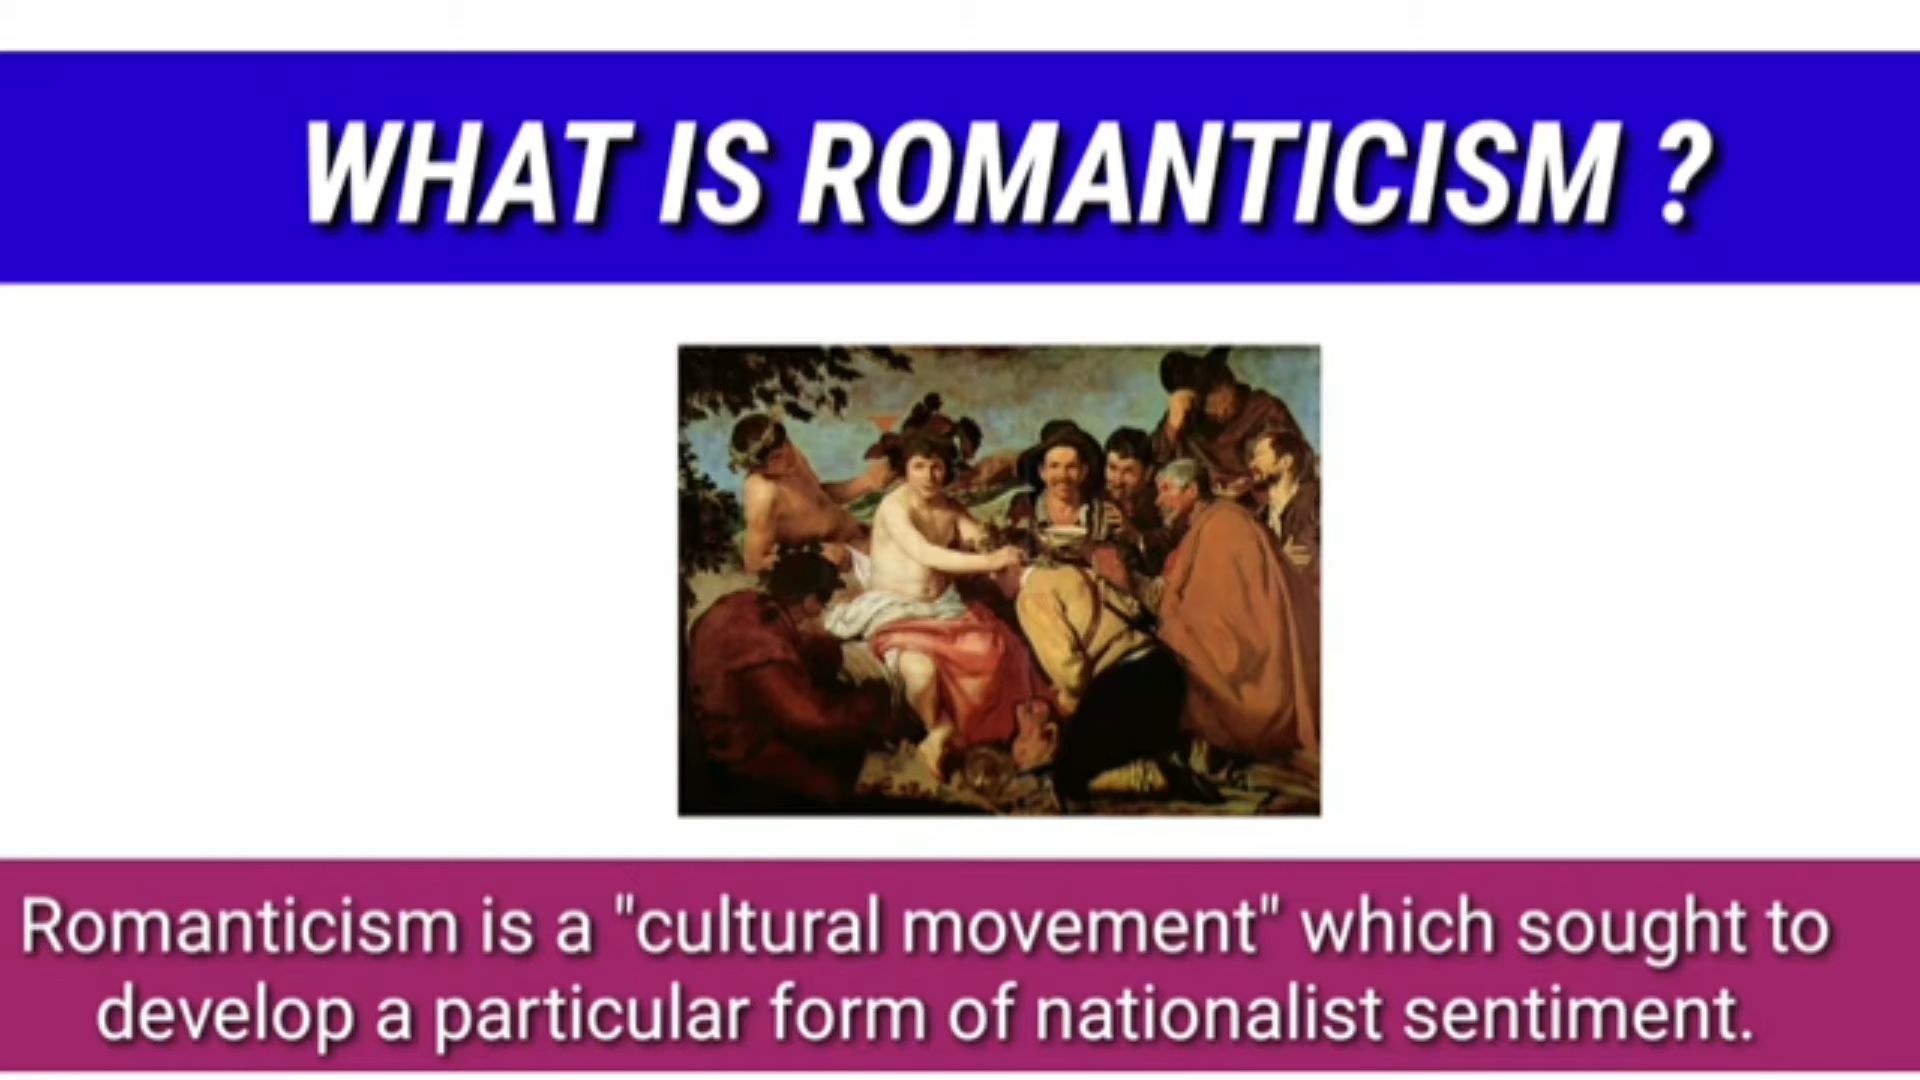 WHAT IS ROMANTICISM ?
Romanticism is a "cultural movement" which sought to
develop a particular form of nationalist sentiment.